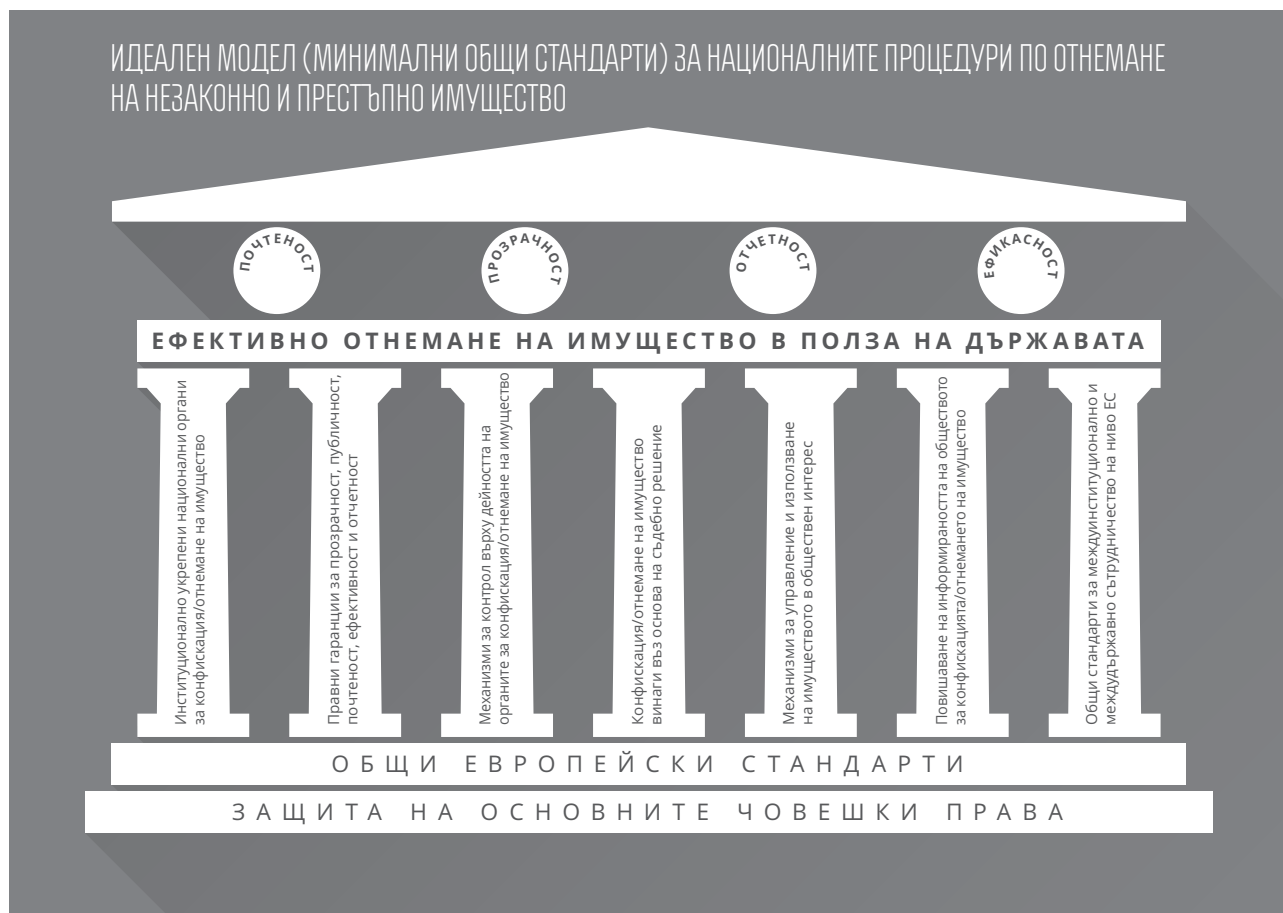 ИДЕАЛЕН МОДЕЛ (МИНИМАЛНИ ОБЩИ СТАНДАРТИ) ЗА НАЦИОНАЛНИТЕ ПРОЦЕДУРИ ПО ОТНЕМАНЕ
НА НЕЗАКОННО И ПРЕСТЪПНО ИМУЩЕСТВО
ПОЧТЕНОСТ
ПРОЗРАЧНОСТ
ОТЧЕТНОСТ
ЕФИКАСНОСТ
ЕФЕКТИВНО ОТНЕМАНЕ НА ИМУЩЕСТВО В ПОЛЗА НА ДЪРЖАВАТА
Институционално укрепени национални органи
за конфискация/отнемане на имущество
Правни гаранции за прозрачност, публичност,
почтеност, ефективност и отчетност
Механизми за контрол върху дейността на
органите за конфискация/отнемане на имущество
Конфискация/отнемане на имущество
винаги въз основа на съдебно решение
Механизми за управление и използване
на имуществото в обществен интерес
Повишаване на информираността на обществото
за конфискацията/отнемането на имущество
Общи стандарти за междуинституционално и
междудържавно сътрудничество на ниво ЕС
ОБЩИ ЕВРОПЕЙСКИ СТАНДАРТИ
ЗАЩИТА НА ОСНОВНИТЕ ЧОВЕШКИ ПРАВА